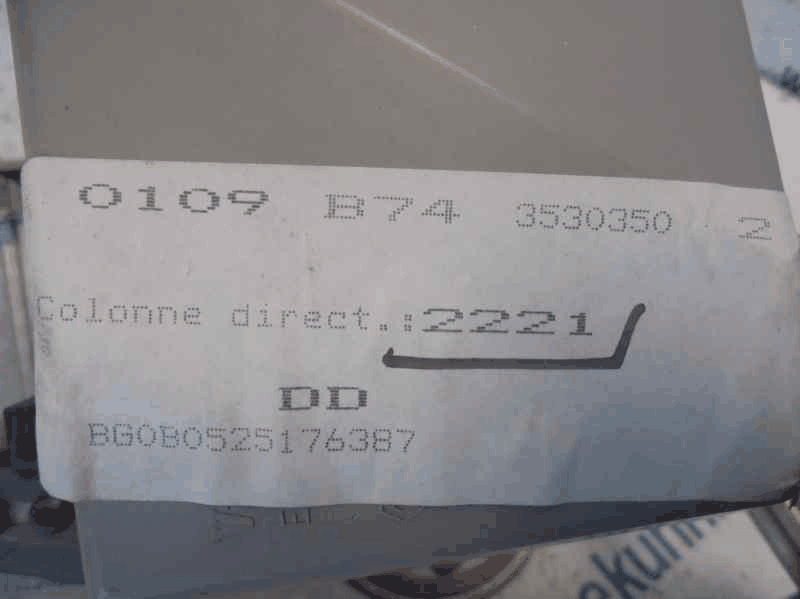 0109 B74 3530350 2
Colonne direct.:2221
DD
BG0B0525176387